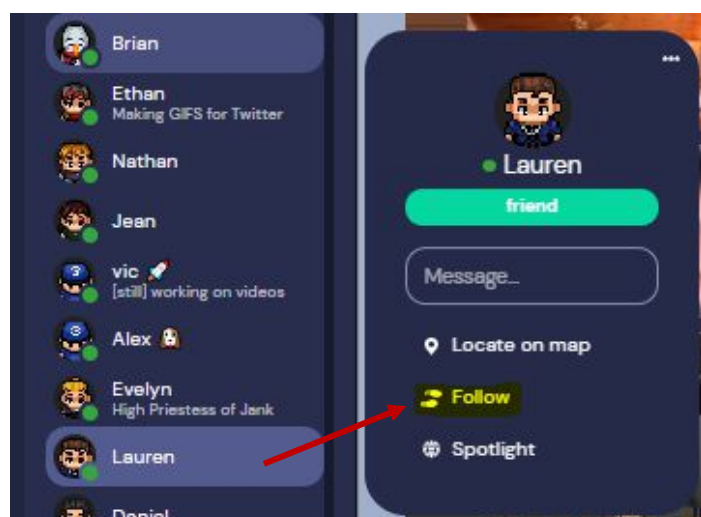 Brian
Ethan
Making GIFS for Twitter
Nathan
Jean
vic 🚀
[still] working on videos
Alex
Evelyn
High Priestess of Jank
Lauren
Daniel
...
Lauren
friend
Message...
Locate on map
Follow
Spotlight